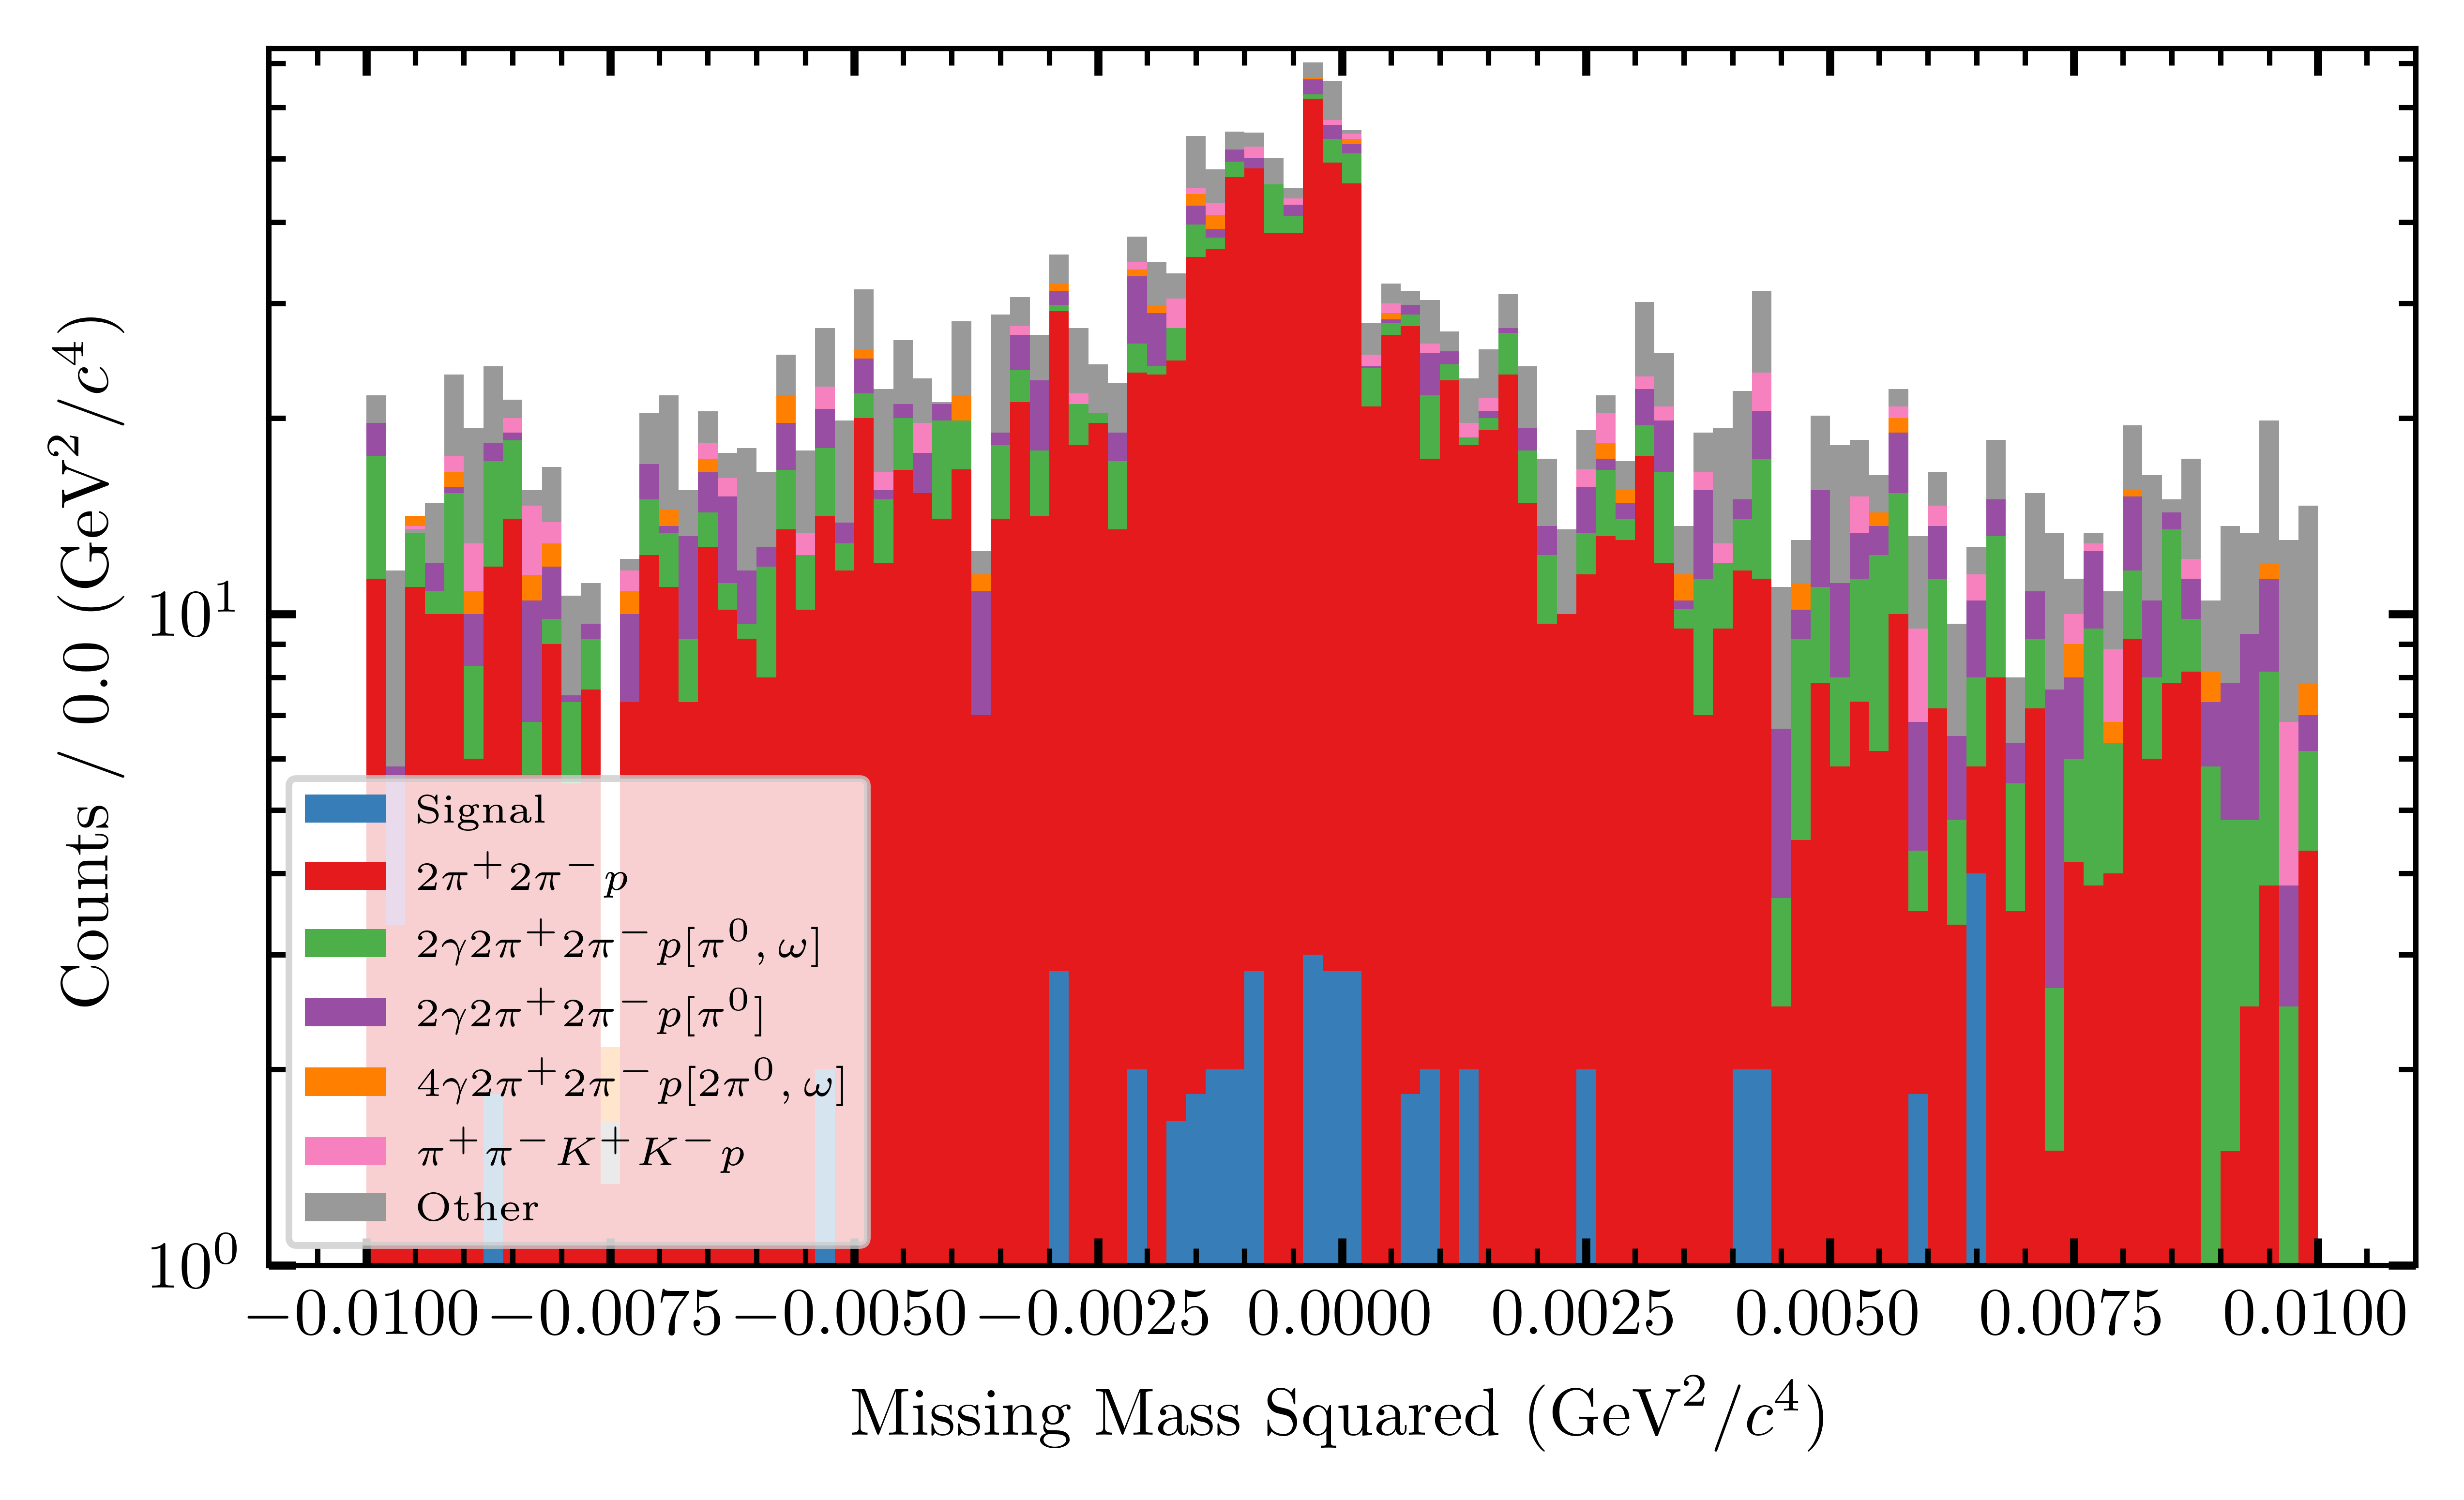 Counts / 0.0 (GeV²/c⁴)
10¹
10⁰
Signal
2π⁺2π⁻p
2γ2π⁺2π⁻p[π⁰, ω]
2γ2π⁺2π⁻p[π⁰]
4γ2π⁺2π⁻p[2π⁰, ω]
π⁺π⁻K⁺K⁻p
Other
−0.0100 −0.0075 −0.0050 −0.0025 0.0000 0.0025 0.0050 0.0075 0.0100
Missing Mass Squared (GeV²/c⁴)